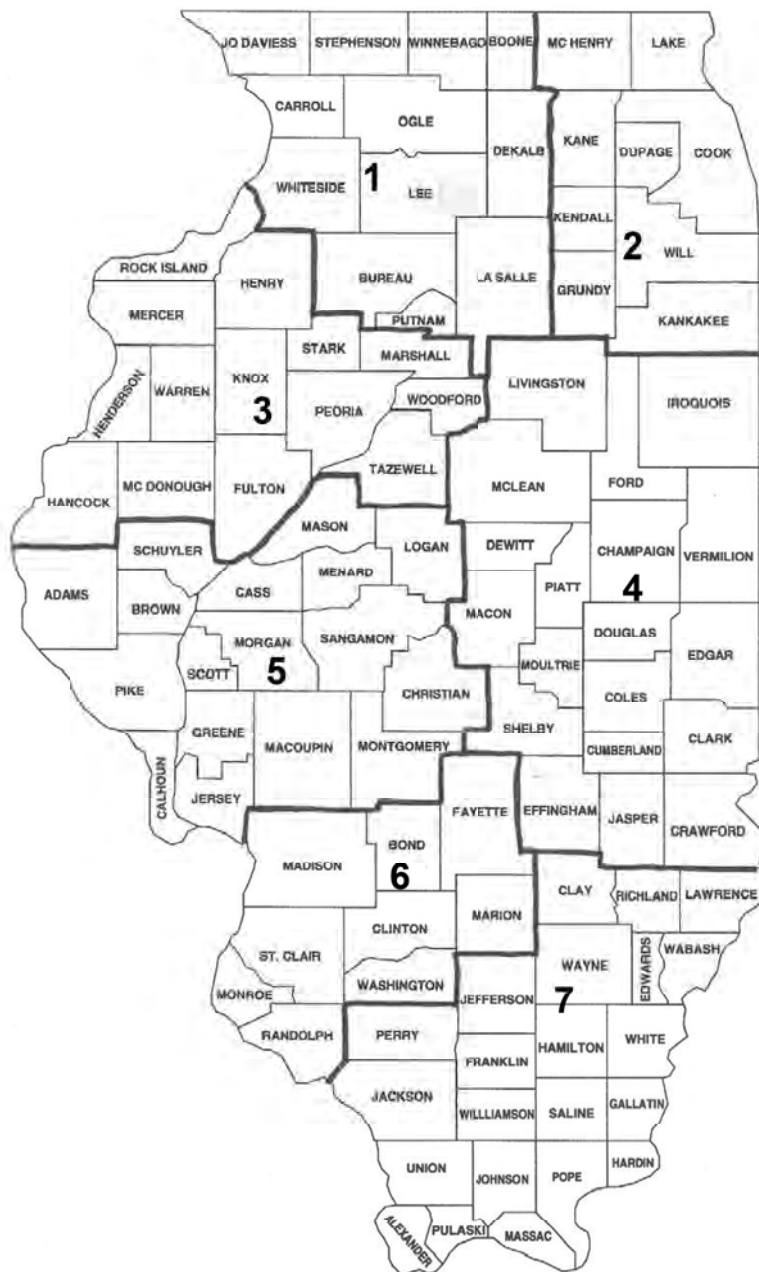 JO DAVIESS STEPHENSON WINNEBAGO BOONE MC HENRY LAKE
CARROLL OGLE DEKALB KANE DUPAGE COOK
WHITESIDE 1 LEE
KENDALL 2 WILL
ROCK ISLAND HENRY BUREAU LA SALLE GRUNDY
MERCER PUTNAM KANKAKEE
STARK MARSHALL
HENDERSON WARREN KNOX 3 PEORIA WOODFORD LIVINGSTON IROQUOIS
TAZEWELL
HANCOCK MC DONOUGH FULTON MCLEAN FORD
MASON
SCHUYLER LOGAN DEWITT CHAMPAIGN VERMILION
ADAMS BROWN CASS MENARD MACON PIATT 4
MORGAN SANGAMON DOUGLAS EDGAR
PIKE SCOTT 5 CHRISTIAN MOULTRIE COLES
GREENE MACOUPIN MONTGOMERY SHELBY CUMBERLAND CLARK
CALHOUN JERSEY
FAYETTE EFFINGHAM JASPER CRAWFORD
MADISON BOND
6 CLAY RICHLAND LAWRENCE
MARION
ST. CLAIR CLINTON WAYNE EDWARDS WABASH
MONROE WASHINGTON JEFFERSON 7
RANDOLPH PERRY HAMILTON WHITE
FRANKLIN
JACKSON WILLLIAMSON SALINE GALLATIN
UNION JOHNSON POPE HARDIN
ALEXANDER PULASKI MASSAC